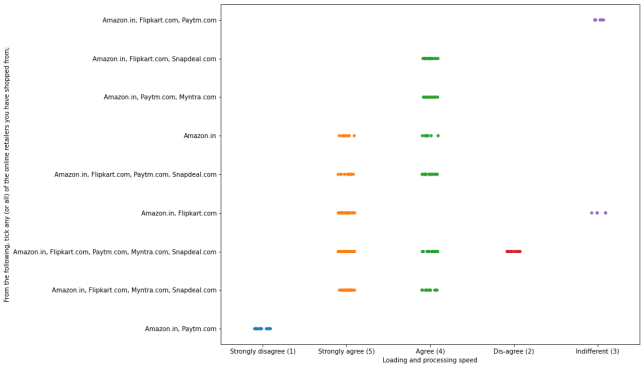 From the following, tick any (or all) of the online retailers you have shopped from,
Amazon.in, Flipkart.com, Paytm.com
Amazon.in, Flipkart.com, Snapdeal.com
Amazon.in, Paytm.com, Myntra.com
Amazon.in
Amazon.in, Flipkart.com, Paytm.com, Snapdeal.com
Amazon.in, Flipkart.com
Amazon.in, Flipkart.com, Paytm.com, Myntra.com, Snapdeal.com
Amazon.in, Flipkart.com, Myntra.com, Snapdeal.com
Amazon.in, Paytm.com
Strongly disagree (1) Strongly agree (5) Agree (4) Dis-agree (2) Indifferent (3)
Loading and processing speed